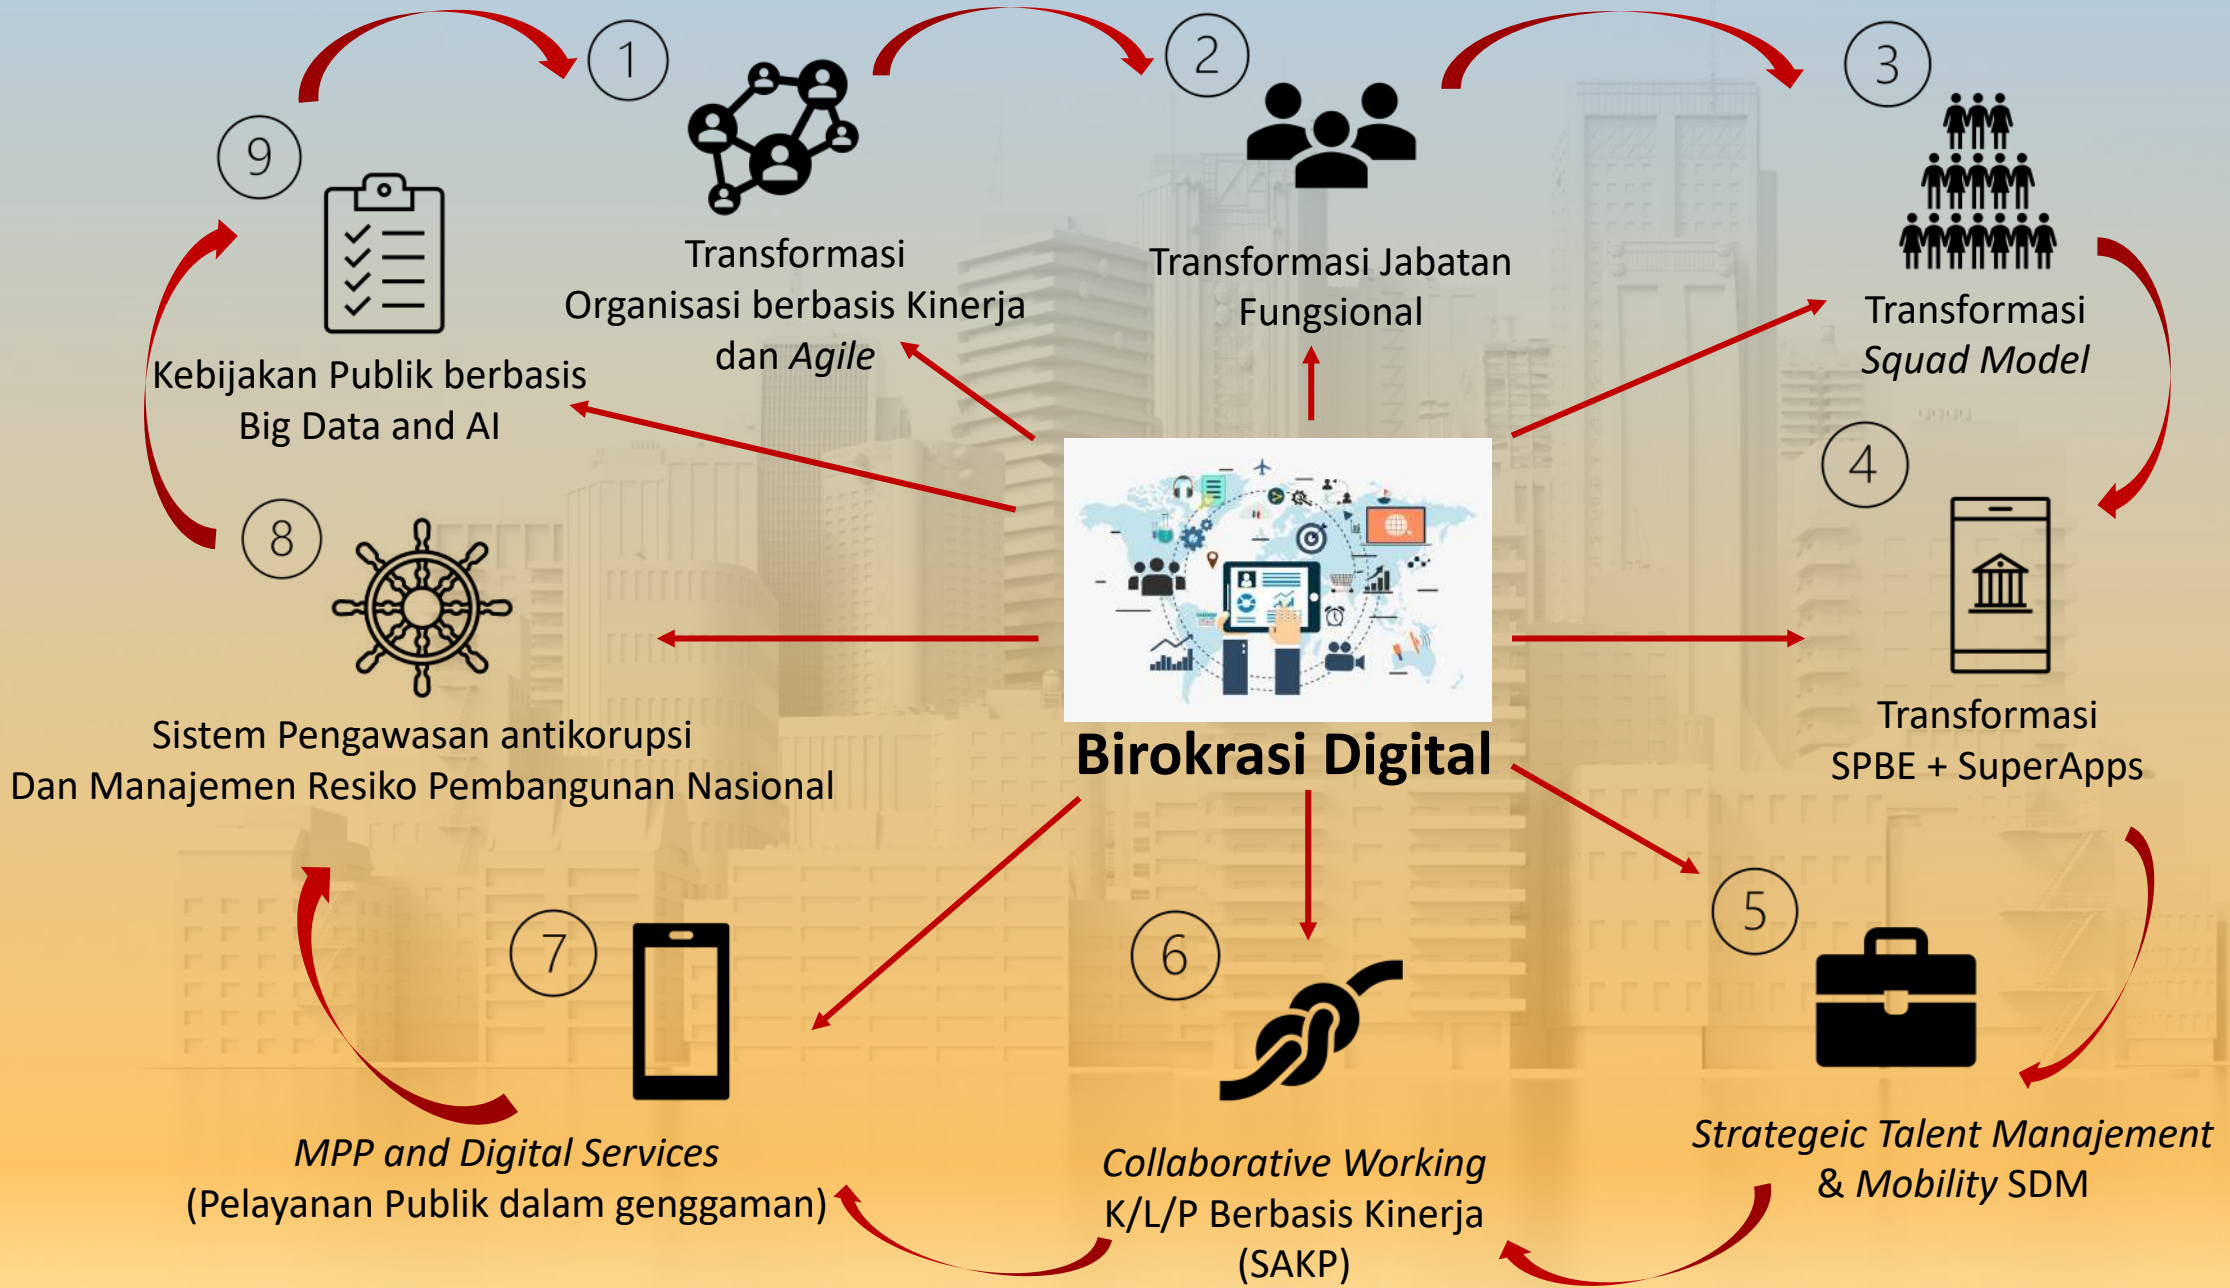 1
Transformasi
Organisasi berbasis Kinerja
dan Agile
2
Transformasi Jabatan
Fungsional
3
Transformasi
Squad Model
4
Transformasi
SPBE + SuperApps
5
Strategeic Talent Manajement
& Mobility SDM
6
Collaborative Working
K/L/P Berbasis Kinerja
(SAKP)
7
MPP and Digital Services
(Pelayanan Publik dalam genggaman)
8
Sistem Pengawasan antikorupsi
Dan Manajemen Resiko Pembangunan Nasional
9
Kebijakan Publik berbasis
Big Data and AI
Birokrasi Digital